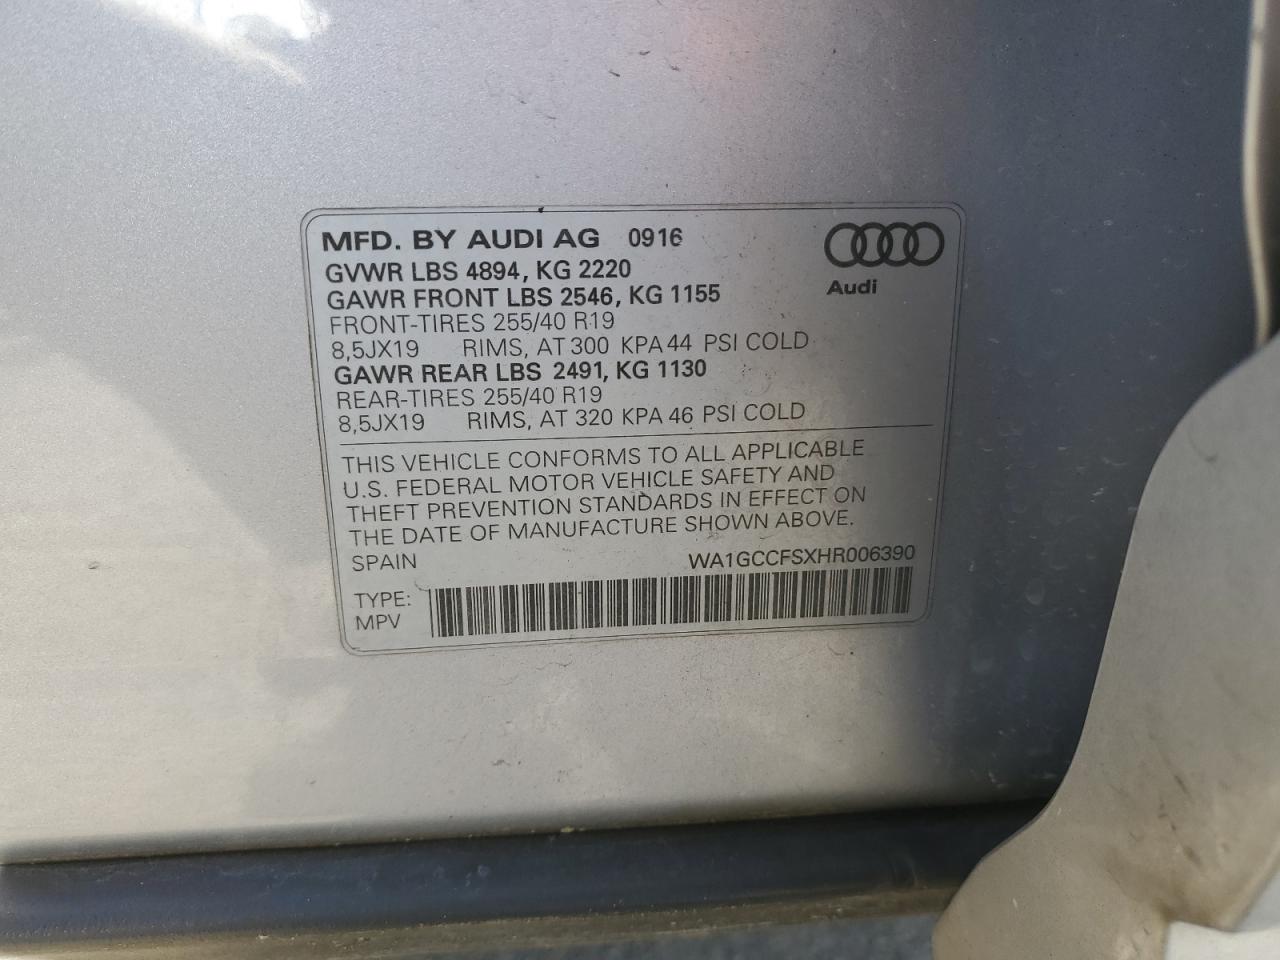 MFD. BY AUDI AG 0916
GVWR LBS 4894, KG 2220
GAWR FRONT LBS 2546, KG 1155
FRONT-TIRES 255/40 R19
8,5JX19 RIMS, AT 300 KPA 44 PSI COLD
GAWR REAR LBS 2491, KG 1130
REAR-TIRES 255/40 R19
8,5JX19 RIMS, AT 320 KPA 46 PSI COLD
Audi
THIS VEHICLE CONFORMS TO ALL APPLICABLE
U.S. FEDERAL MOTOR VEHICLE SAFETY AND
THEFT PREVENTION STANDARDS IN EFFECT ON
THE DATE OF MANUFACTURE SHOWN ABOVE.
SPAIN WA1GCCFSXHR006390
TYPE:
MPV